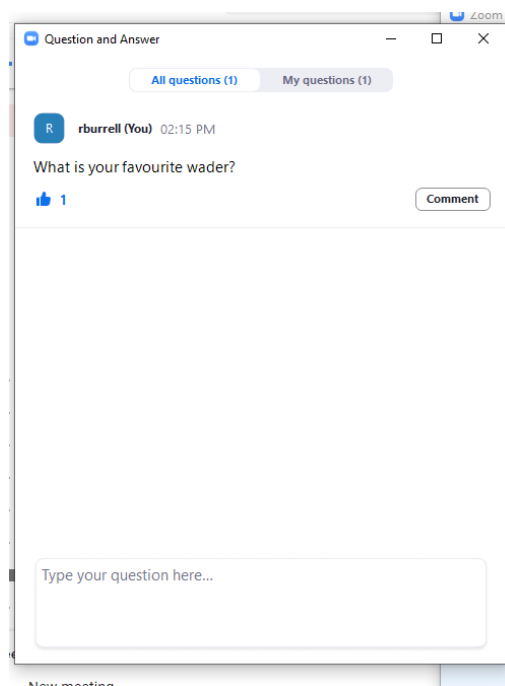 Zoom
Question and Answer
All questions (1)
My questions (1)
R
rburrell (You) 02:15 PM
What is your favourite wader?
1
Comment
Type your question here...
New meeting